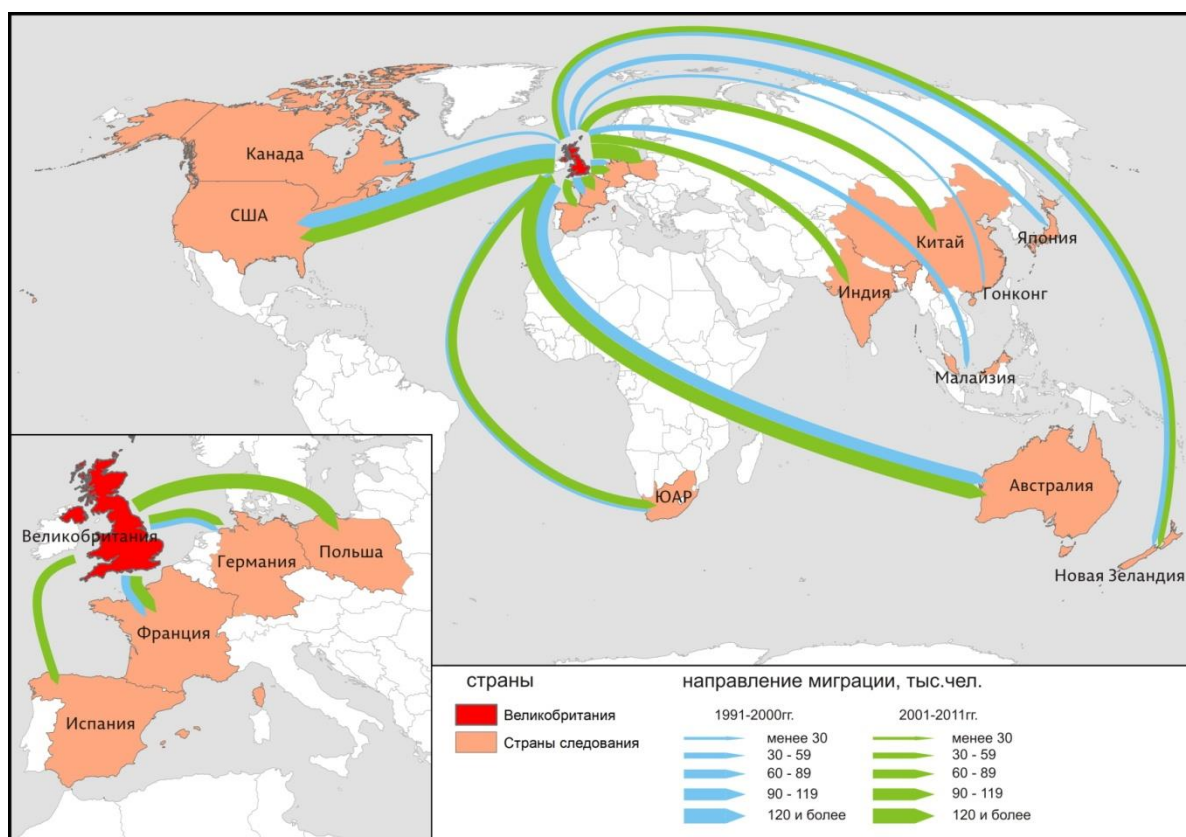 Канада
США
Китай
Япония
Индия
Гонконг
Малайзия
ЮАР
Австралия
Новая Зеландия
Великобритания
Германия
Польша
Франция
Испания
страны
Великобритания
Страны следования
направление миграции, тыс.чел.
1991-2000гг. 2001-2011гг.
менее 30 менее 30
30 - 59 30 - 59
60 - 89 60 - 89
90 - 119 90 - 119
120 и более 120 и более